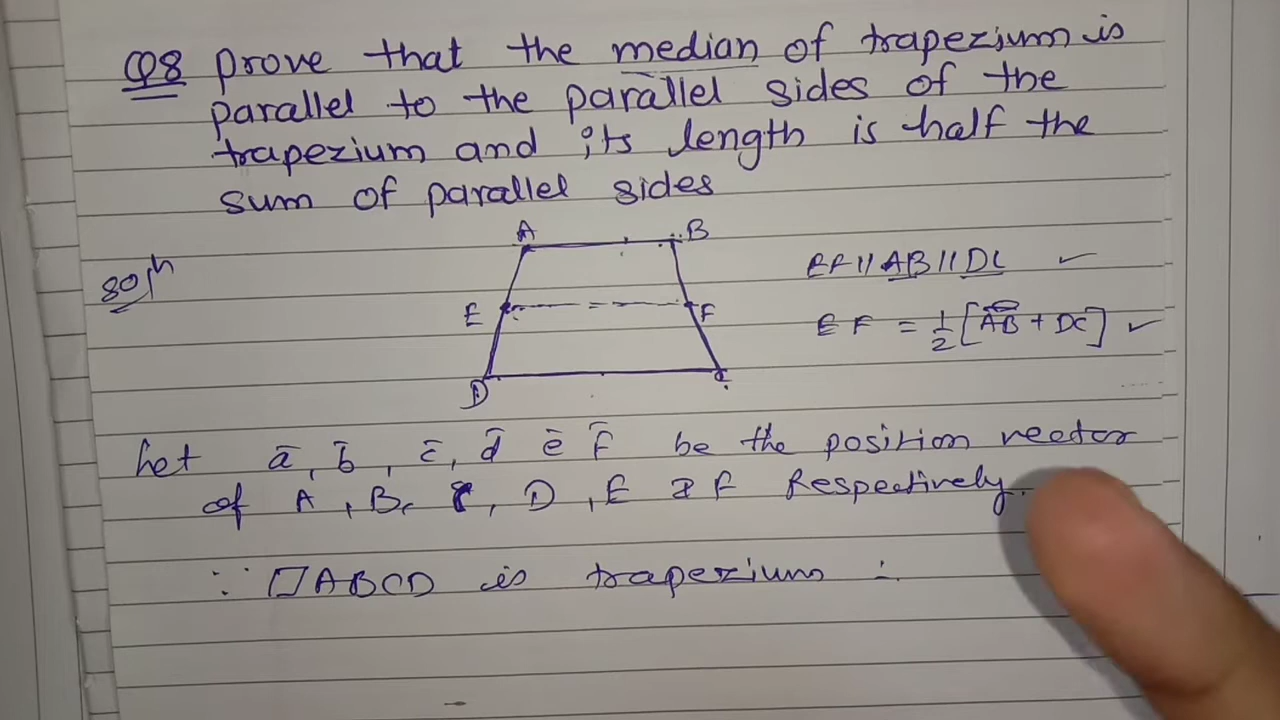 Q8 prove that the median of trapezium is
parallel to the parallel sides of the
trapezium and its length is half the
sum of parallel sides
A B
Solⁿ
EF // AB // DC ✓
E F
EF = 1/2 [AB + DC] ✓
D C
Let a̅, b̅, c̅, d̅ e̅ f̅ be the position vector
of A, B, C, D, E & F Respectively.
∵ □ABCD is trapezium ∴